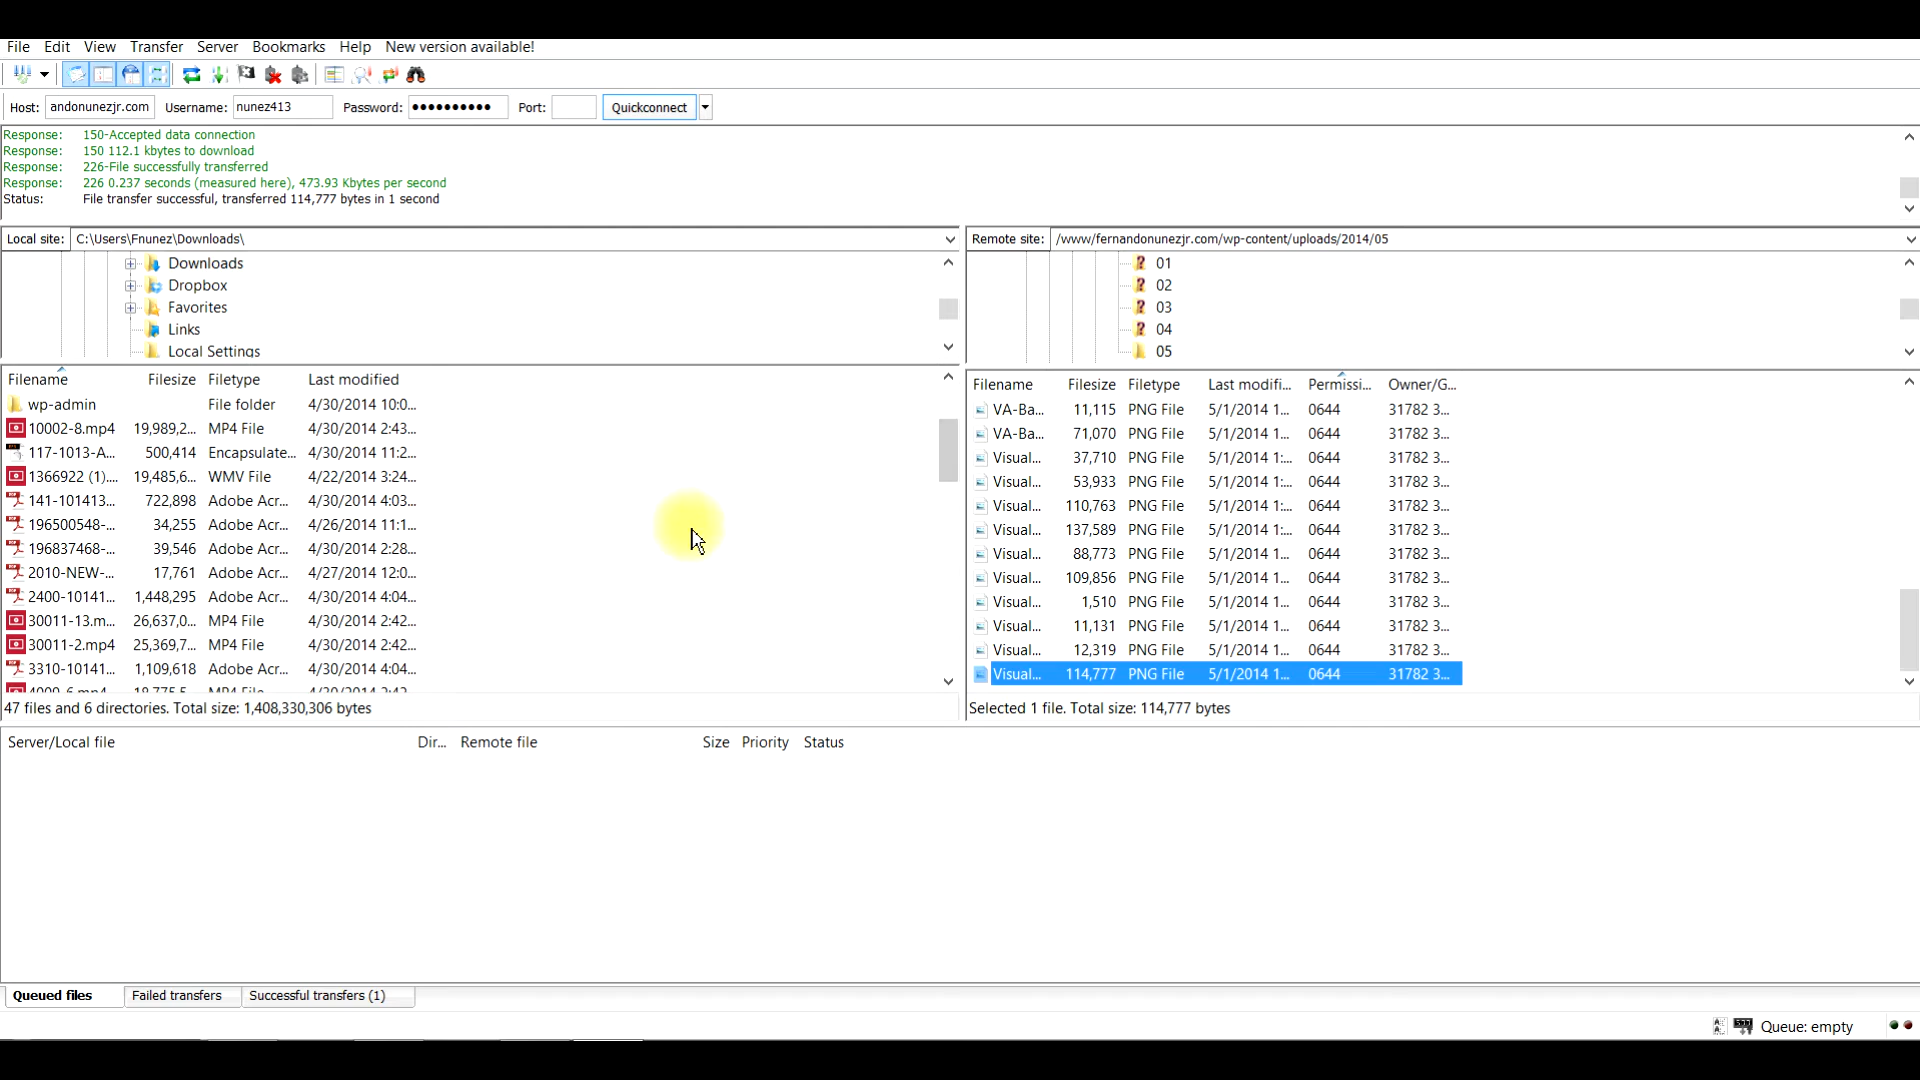 File Edit View Transfer Server Bookmarks Help New version available!
Host: andonunezjr.com Username: nunez413 Password: ●●●●●●●●●● Port: Quickconnect
Response: 150-Accepted data connection
Response: 150 112.1 kbytes to download
Response: 226-File successfully transferred
Response: 226 0.237 seconds (measured here), 473.93 Kbytes per second
Status: File transfer successful, transferred 114,777 bytes in 1 second
Local site: C:\Users\Fnunez\Downloads\
Downloads
Dropbox
Favorites
Links
Local Settings
Filename Filesize Filetype Last modified
wp-admin File folder 4/30/2014 10:0...
10002-8.mp4 19,989,2... MP4 File 4/30/2014 2:43...
117-1013-A... 500,414 Encapsulate... 4/30/2014 11:2...
1366922 (1).... 19,485,6... WMV File 4/22/2014 3:24...
141-101413... 722,898 Adobe Acr... 4/30/2014 4:03...
196500548-... 34,255 Adobe Acr... 4/26/2014 11:1...
196837468-... 39,546 Adobe Acr... 4/30/2014 2:28...
2010-NEW-... 17,761 Adobe Acr... 4/27/2014 12:0...
2400-10141... 1,448,295 Adobe Acr... 4/30/2014 4:04...
30011-13.m... 26,637,0... MP4 File 4/30/2014 2:42...
30011-2.mp4 25,369,7... MP4 File 4/30/2014 2:42...
3310-10141... 1,109,618 Adobe Acr... 4/30/2014 4:04...
47 files and 6 directories. Total size: 1,408,330,306 bytes
Remote site: /www/fernandonunezjr.com/wp-content/uploads/2014/05
01
02
03
04
05
Filename Filesize Filetype Last modifi... Permissi... Owner/G...
VA-Ba... 11,115 PNG File 5/1/2014 1... 0644 31782 3...
VA-Ba... 71,070 PNG File 5/1/2014 1... 0644 31782 3...
Visual... 37,710 PNG File 5/1/2014 1:... 0644 31782 3...
Visual... 53,933 PNG File 5/1/2014 1:... 0644 31782 3...
Visual... 110,763 PNG File 5/1/2014 1:... 0644 31782 3...
Visual... 137,589 PNG File 5/1/2014 1:... 0644 31782 3...
Visual... 88,773 PNG File 5/1/2014 1... 0644 31782 3...
Visual... 109,856 PNG File 5/1/2014 1... 0644 31782 3...
Visual... 1,510 PNG File 5/1/2014 1... 0644 31782 3...
Visual... 11,131 PNG File 5/1/2014 1... 0644 31782 3...
Visual... 12,319 PNG File 5/1/2014 1... 0644 31782 3...
Visual... 114,777 PNG File 5/1/2014 1... 0644 31782 3...
Selected 1 file. Total size: 114,777 bytes
Server/Local file Dir... Remote file Size Priority Status
Queued files Failed transfers Successful transfers (1)
Queue: empty